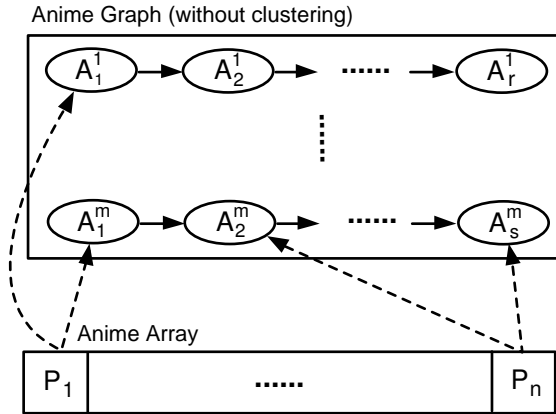 Anime Graph (without clustering)
A₁¹ A₂¹ ...... Aᵣ¹
......
A₁ᵐ A₂ᵐ ...... Aₛᵐ
Anime Array
P₁ ...... Pₙ